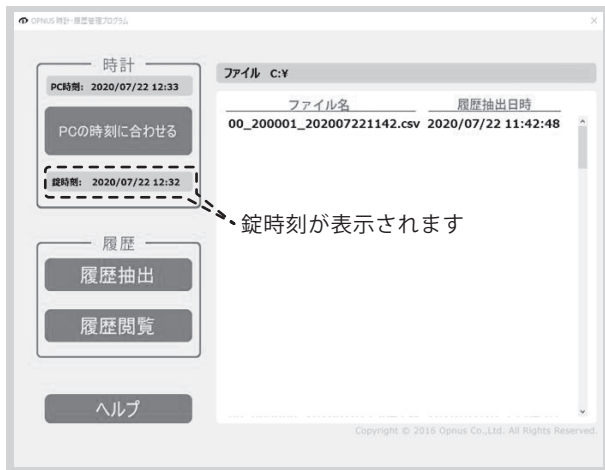 OPNUS 時計・履歴管理プログラム
時計
PC時刻: 2020/07/22 12:33
PCの時刻に合わせる
錠時刻: 2020/07/22 12:32
履歴
履歴抽出
履歴閲覧
ヘルプ
ファイル C:¥
ファイル名 履歴抽出日時
00_200001_202007221142.csv 2020/07/22 11:42:48
錠時刻が表示されます
Copyright © 2016 Opnus Co.,Ltd. All Rights Reserved.